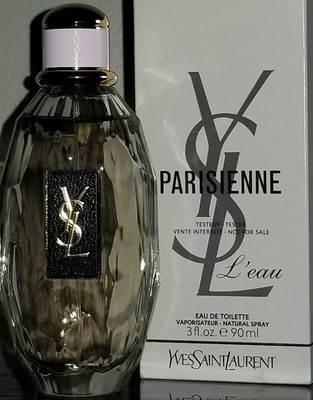 YSL
YSL
PARISIENNE
TESTEUR - TESTER
VENTE INTERDITE - NOT FOR SALE
L'eau
EAU DE TOILETTE
VAPORISATEUR - NATURAL SPRAY
3 fl.oz. e 90 ml
YVESSAINTLAURENT